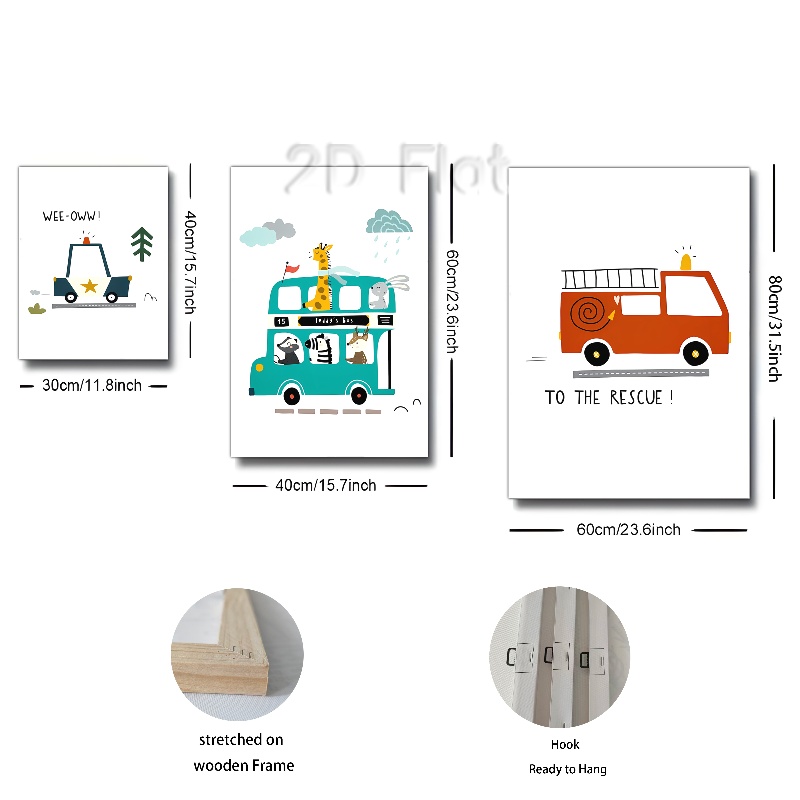 2D Flat
WEE-OWW!
40cm/15.7inch
30cm/11.8inch
15
Teddy's Bus
60cm/23.6inch
40cm/15.7inch
TO THE RESCUE!
80cm/31.5inch
60cm/23.6inch
stretched on
wooden Frame
Hook
Ready to Hang